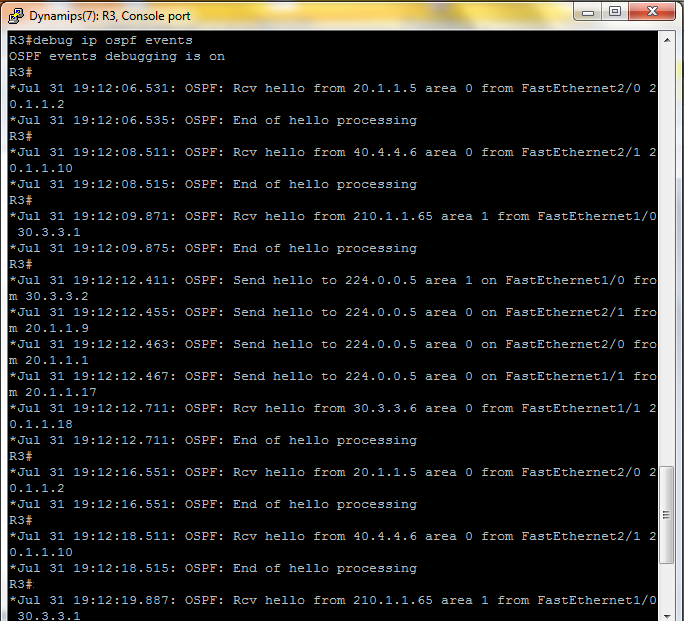 Dynamips(7): R3, Console port
R3#debug ip ospf events
OSPF events debugging is on
R3#
*Jul 31 19:12:06.531: OSPF: Rcv hello from 20.1.1.5 area 0 from FastEthernet2/0 2
0.1.1.2
*Jul 31 19:12:06.535: OSPF: End of hello processing
R3#
*Jul 31 19:12:08.511: OSPF: Rcv hello from 40.4.4.6 area 0 from FastEthernet2/1 2
0.1.1.10
*Jul 31 19:12:08.515: OSPF: End of hello processing
R3#
*Jul 31 19:12:09.871: OSPF: Rcv hello from 210.1.1.65 area 1 from FastEthernet1/0
 30.3.3.1
*Jul 31 19:12:09.875: OSPF: End of hello processing
R3#
*Jul 31 19:12:12.411: OSPF: Send hello to 224.0.0.5 area 1 on FastEthernet1/0 fro
m 30.3.3.2
*Jul 31 19:12:12.455: OSPF: Send hello to 224.0.0.5 area 0 on FastEthernet2/1 fro
m 20.1.1.9
*Jul 31 19:12:12.463: OSPF: Send hello to 224.0.0.5 area 0 on FastEthernet2/0 fro
m 20.1.1.1
*Jul 31 19:12:12.467: OSPF: Send hello to 224.0.0.5 area 0 on FastEthernet1/1 fro
m 20.1.1.17
*Jul 31 19:12:12.711: OSPF: Rcv hello from 30.3.3.6 area 0 from FastEthernet1/1 2
0.1.1.18
*Jul 31 19:12:12.711: OSPF: End of hello processing
R3#
*Jul 31 19:12:16.551: OSPF: Rcv hello from 20.1.1.5 area 0 from FastEthernet2/0 2
0.1.1.2
*Jul 31 19:12:16.551: OSPF: End of hello processing
R3#
*Jul 31 19:12:18.511: OSPF: Rcv hello from 40.4.4.6 area 0 from FastEthernet2/1 2
0.1.1.10
*Jul 31 19:12:18.515: OSPF: End of hello processing
R3#
*Jul 31 19:12:19.887: OSPF: Rcv hello from 210.1.1.65 area 1 from FastEthernet1/0
 30.3.3.1